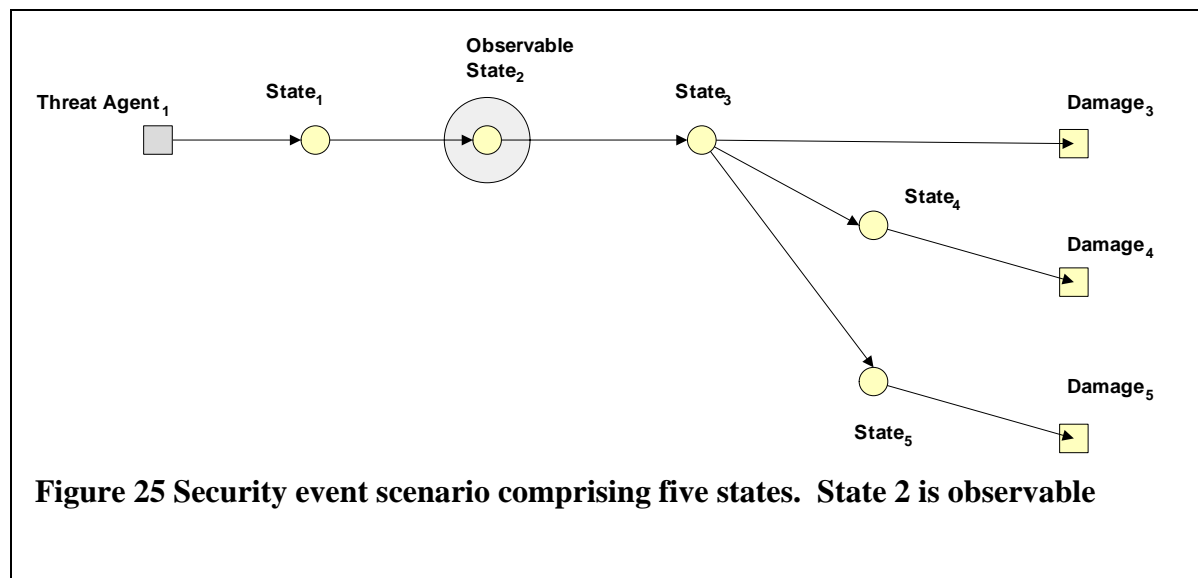 Observable
State2
State1
State3
Damage3
Threat Agent1
State4
Damage4
Damage5
State5
Figure 25 Security event scenario comprising five states. State 2 is observable